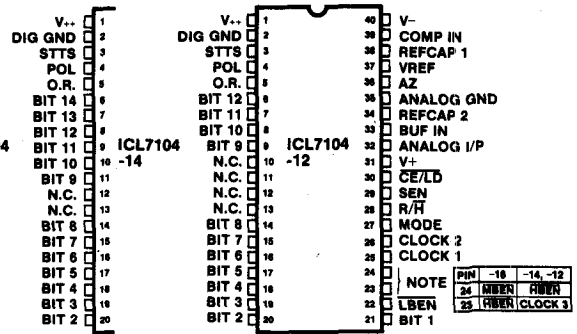 V++ 1
DIG GND 2
STTS 3
POL 4
O.R. 5
BIT 14 6
BIT 13 7
BIT 12 8
4 BIT 11 9
BIT 10 10
BIT 9 11
N.C. 12
N.C. 13
BIT 8 14
BIT 7 15
BIT 6 16
BIT 5 17
BIT 4 18
BIT 3 19
BIT 2 20
ICL7104
-14
V++ 1
DIG GND 2
STTS 3
POL 4
O.R. 5
BIT 12 6
BIT 11 7
BIT 10 8
BIT 9 9
N.C. 10
N.C. 11
N.C. 12
N.C. 13
BIT 8 14
BIT 7 15
BIT 6 16
BIT 5 17
BIT 4 18
BIT 3 19
BIT 2 20
ICL7104
-12
40 V-
39 COMP IN
38 REFCAP 1
37 VREF
36 AZ
35 ANALOG GND
34 REFCAP 2
33 BUF IN
32 ANALOG I/P
31 V+
30 CE/LD
29 SEN
28 R/H
27 MODE
26 CLOCK 2
25 CLOCK 1
24
23
22 LBEN
21 BIT 1
NOTE
PIN -16 -14, -12
24 MBEN HBEN
23 HBEN CLOCK 3